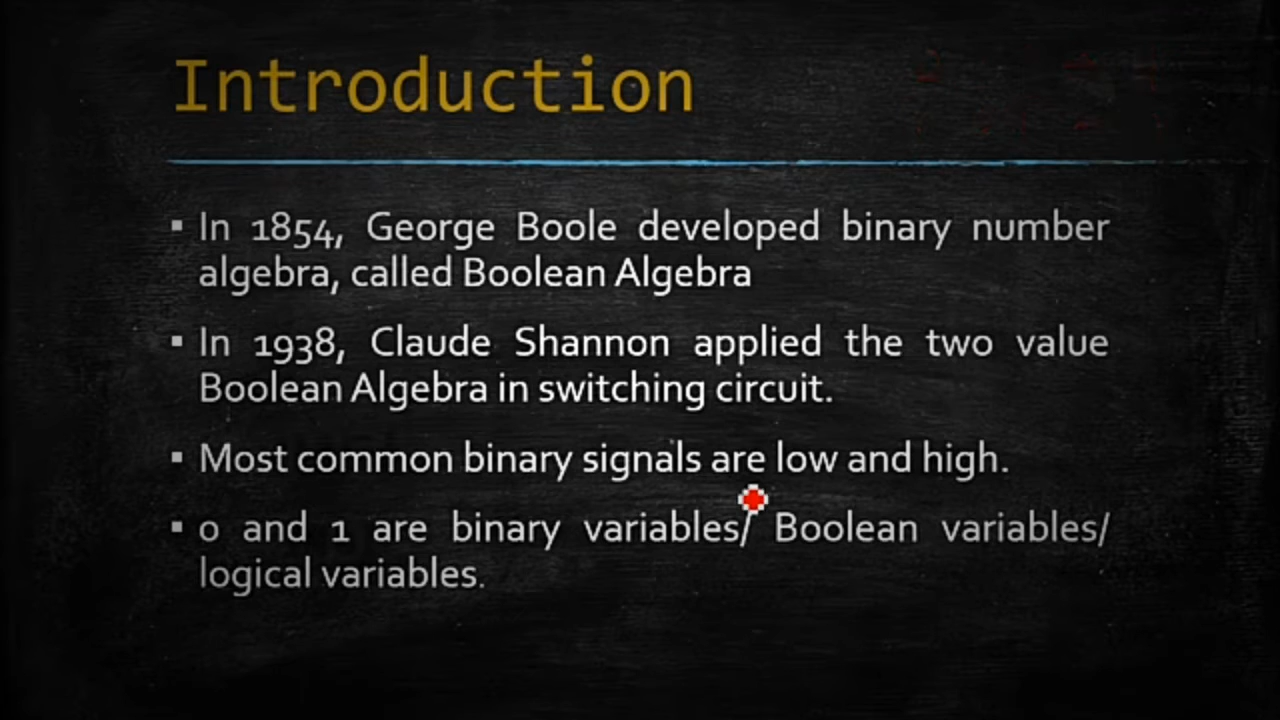 Introduction
▪ In 1854, George Boole developed binary number
algebra, called Boolean Algebra
▪ In 1938, Claude Shannon applied the two value
Boolean Algebra in switching circuit.
▪ Most common binary signals are low and high.
▪ 0 and 1 are binary variables/ Boolean variables/
logical variables.